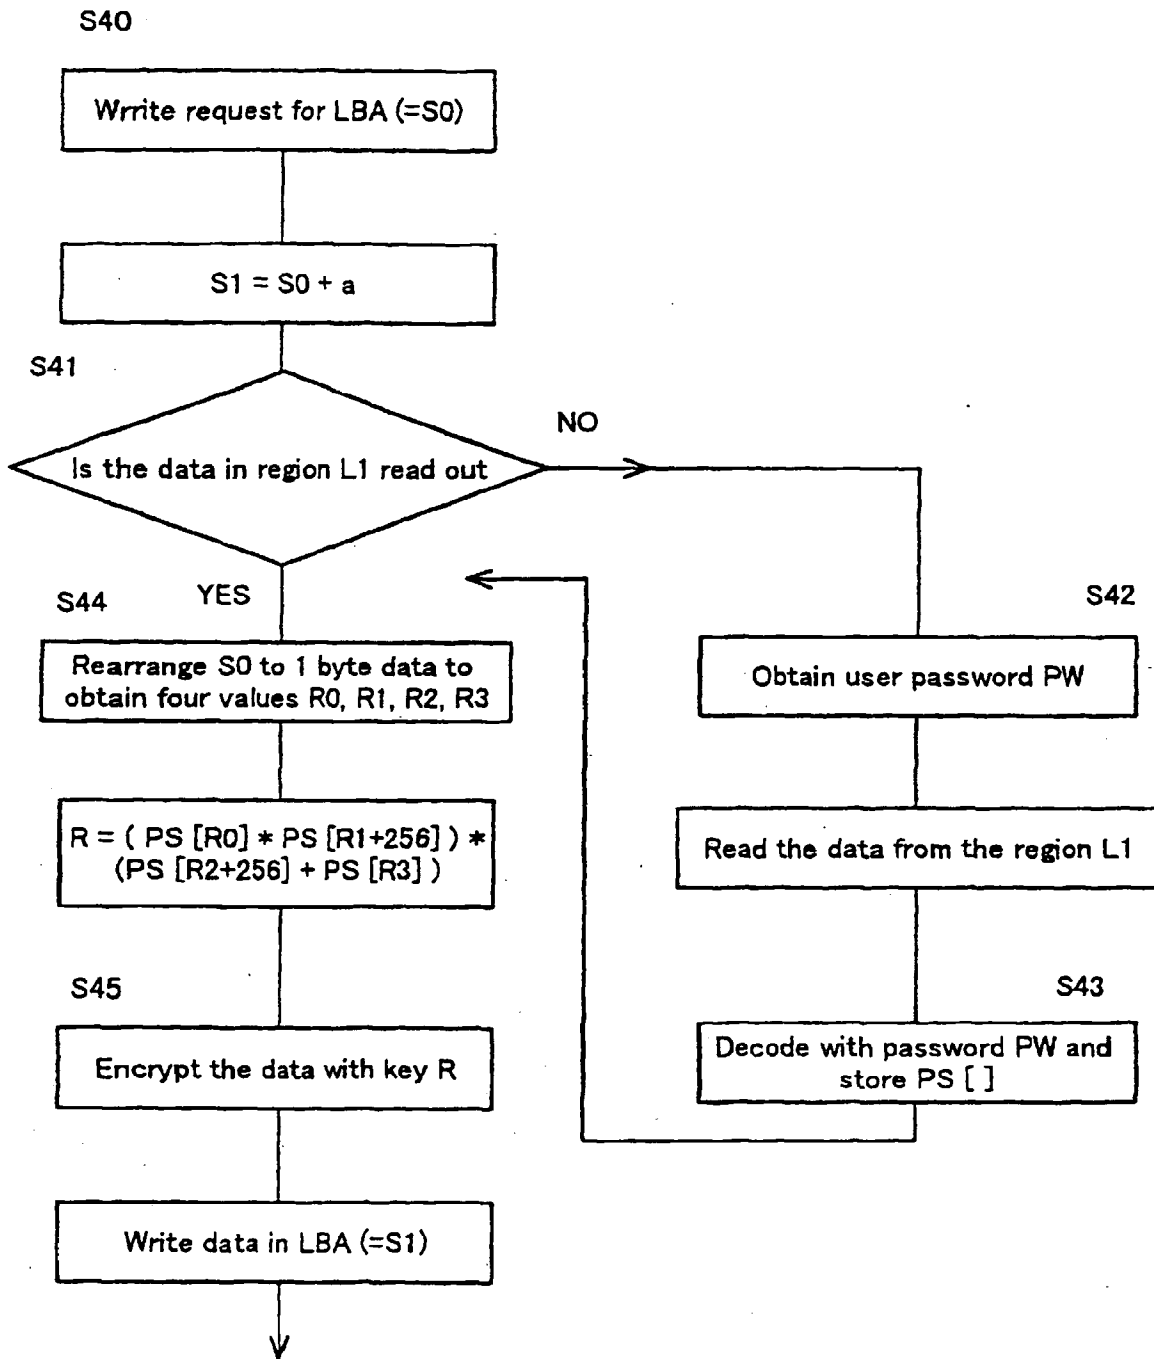 S40
Wrrite request for LBA (=S0)
S1 = S0 + a
S41
Is the data in region L1 read out
NO
YES
S44
Rearrange S0 to 1 byte data to
obtain four values R0, R1, R2, R3
R = ( PS [R0] * PS [R1+256] ) *
(PS [R2+256] + PS [R3] )
S45
Encrypt the data with key R
Write data in LBA (=S1)
S42
Obtain user password PW
Read the data from the region L1
S43
Decode with password PW and
store PS [ ]